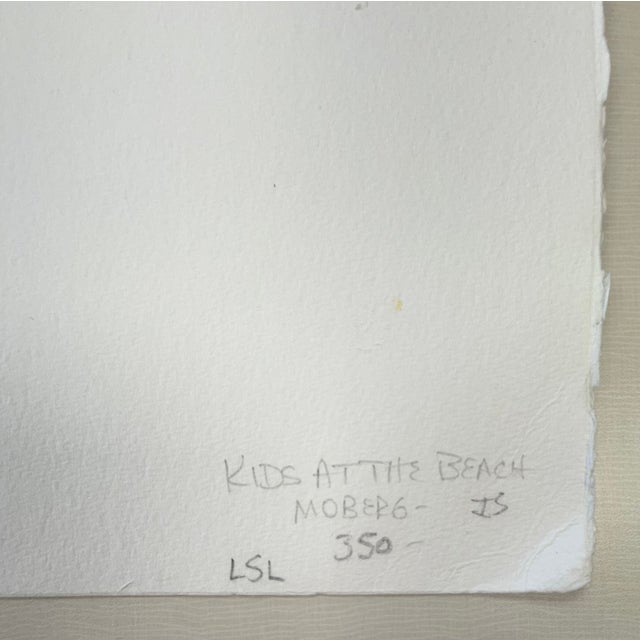 KIDS AT THE BEACH
MOBERG - IS
350 -
LSL